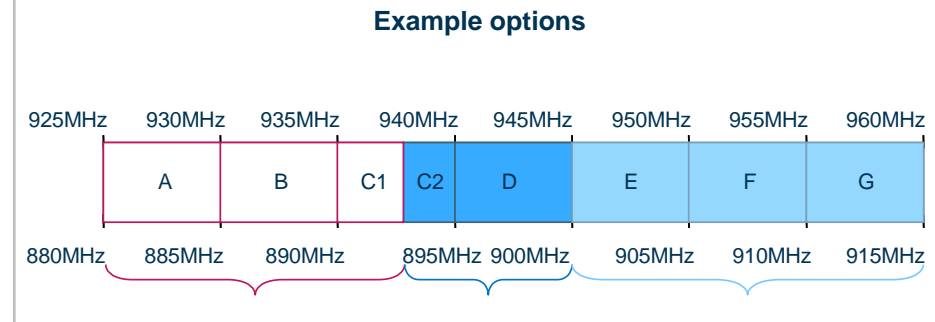 Example options
925MHz 930MHz 935MHz 940MHz 945MHz 950MHz 955MHz 960MHz
A B C1 C2 D E F G
880MHz 885MHz 890MHz 895MHz 900MHz 905MHz 910MHz 915MHz